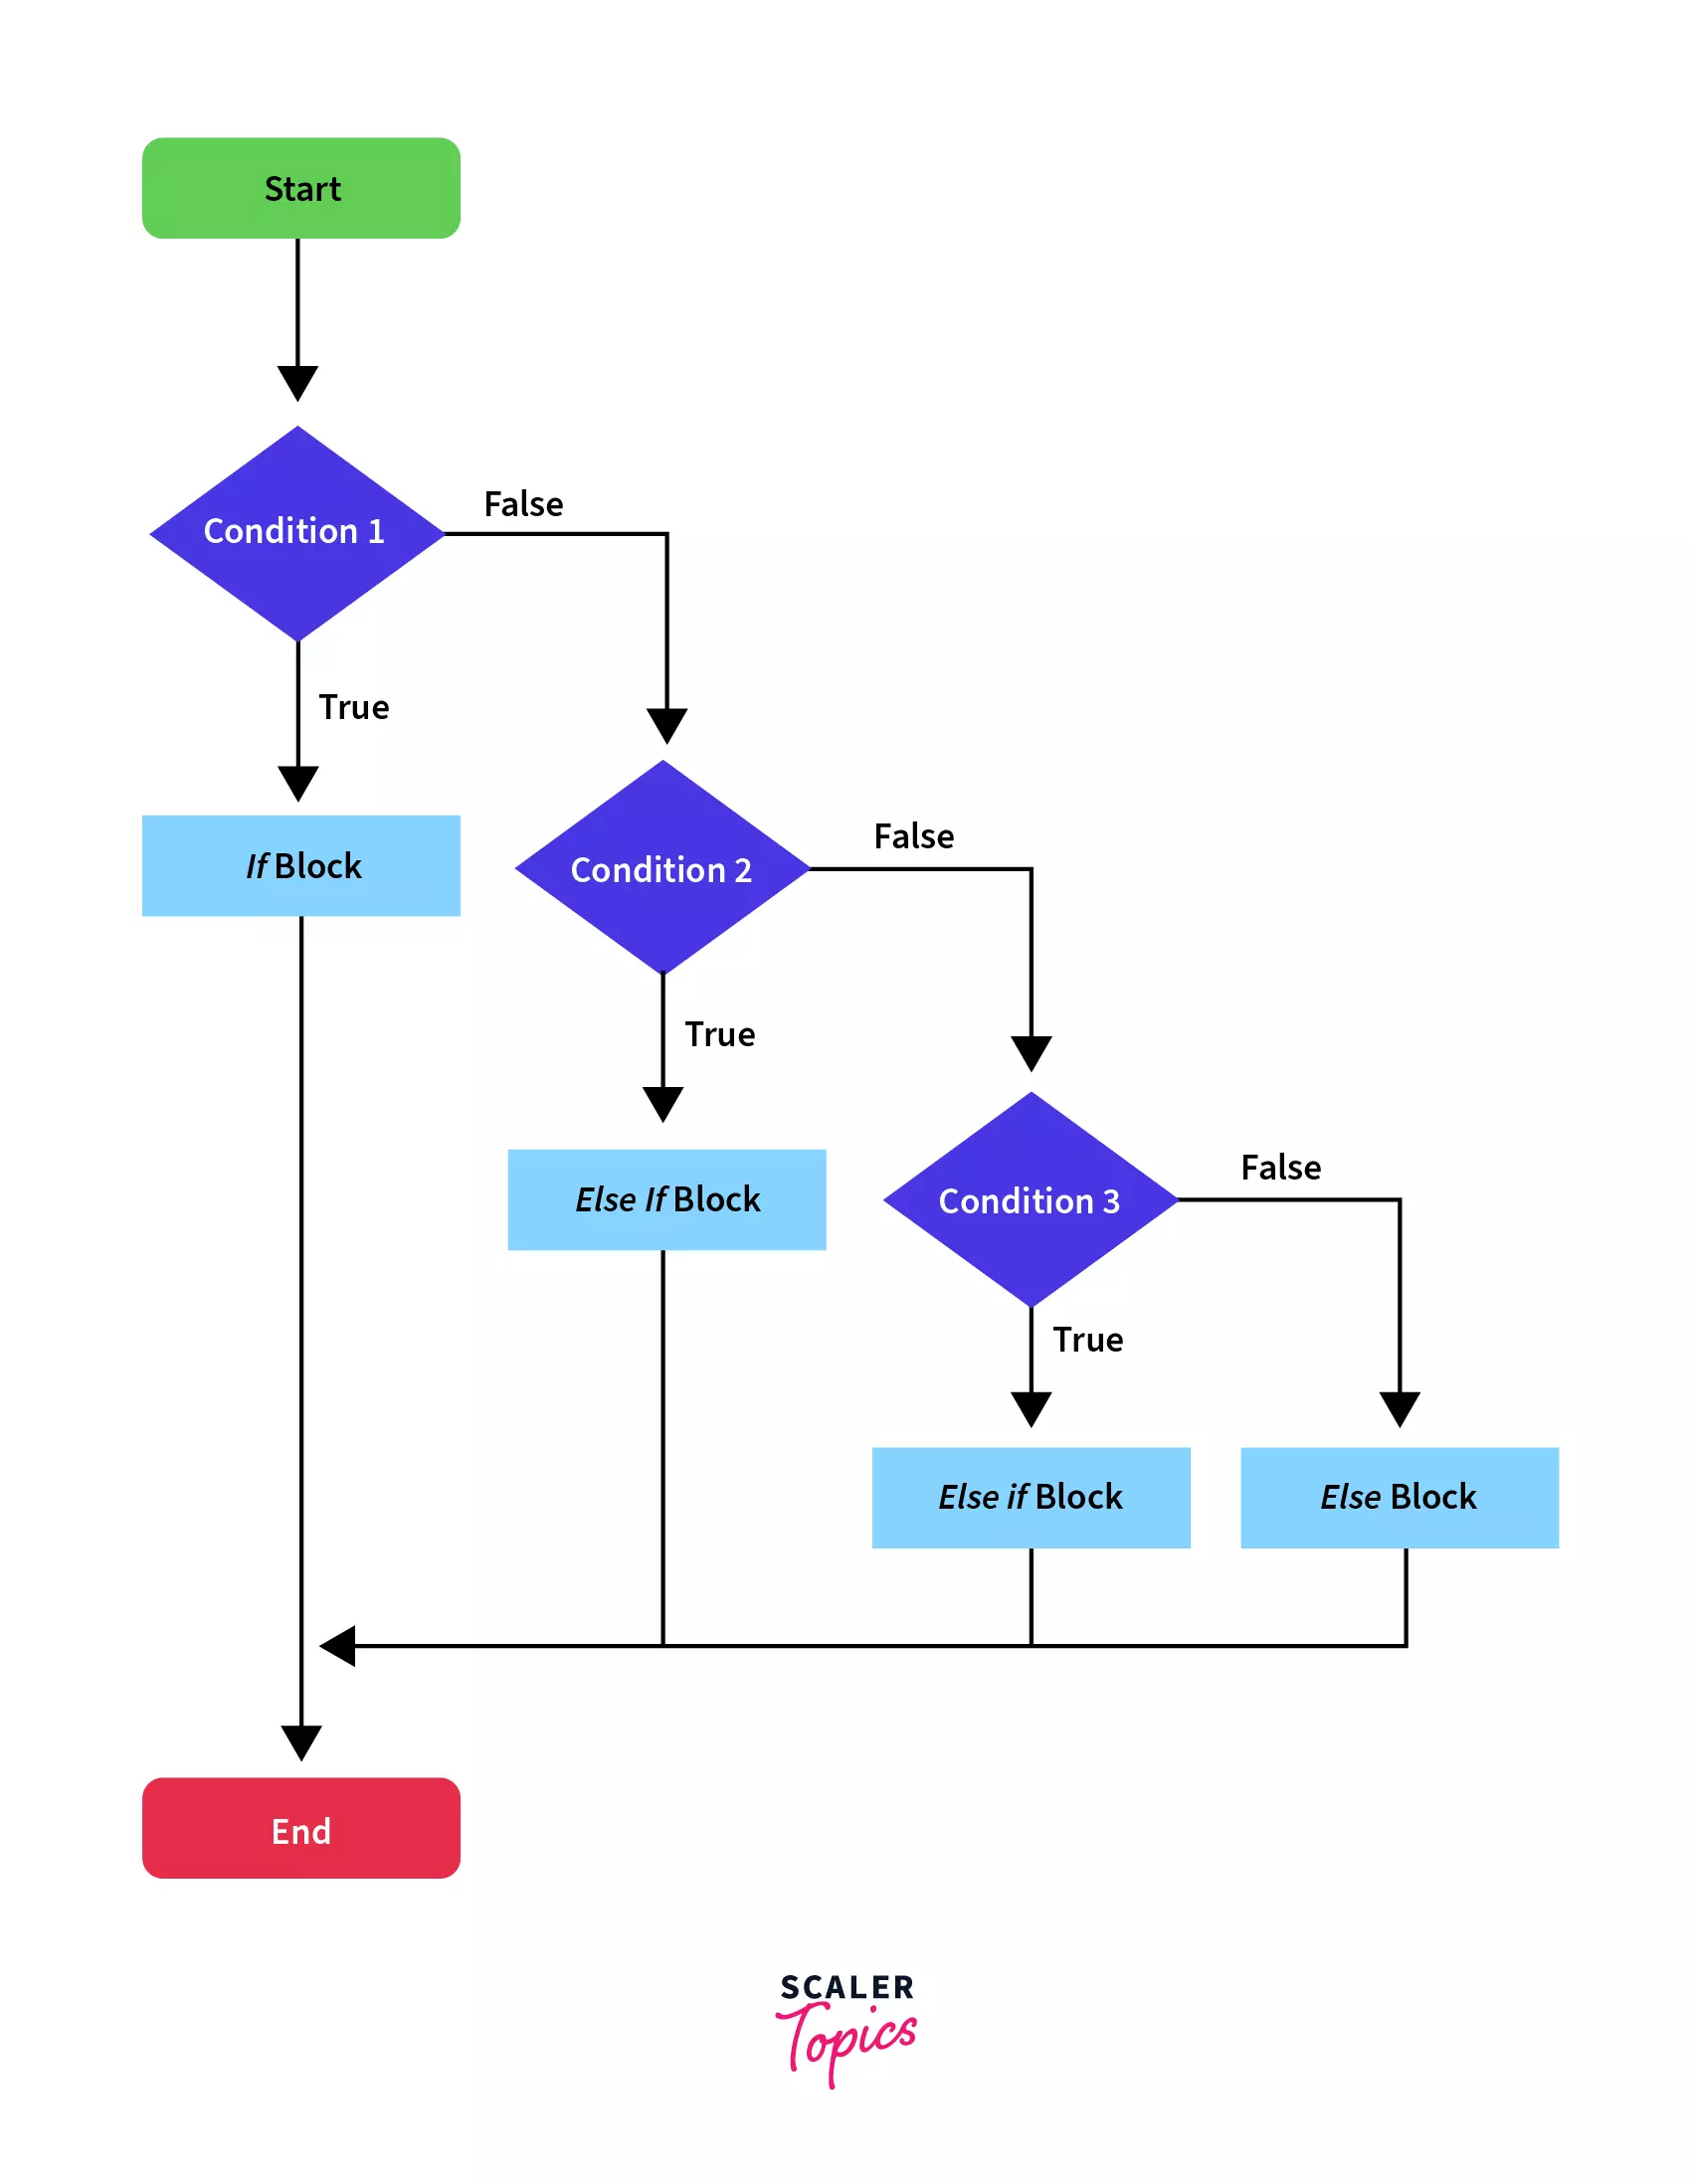 Start
Condition 1
False
True
If Block
Condition 2
False
True
Else If Block
Condition 3
False
True
Else if Block
Else Block
End
SCALER
Topics